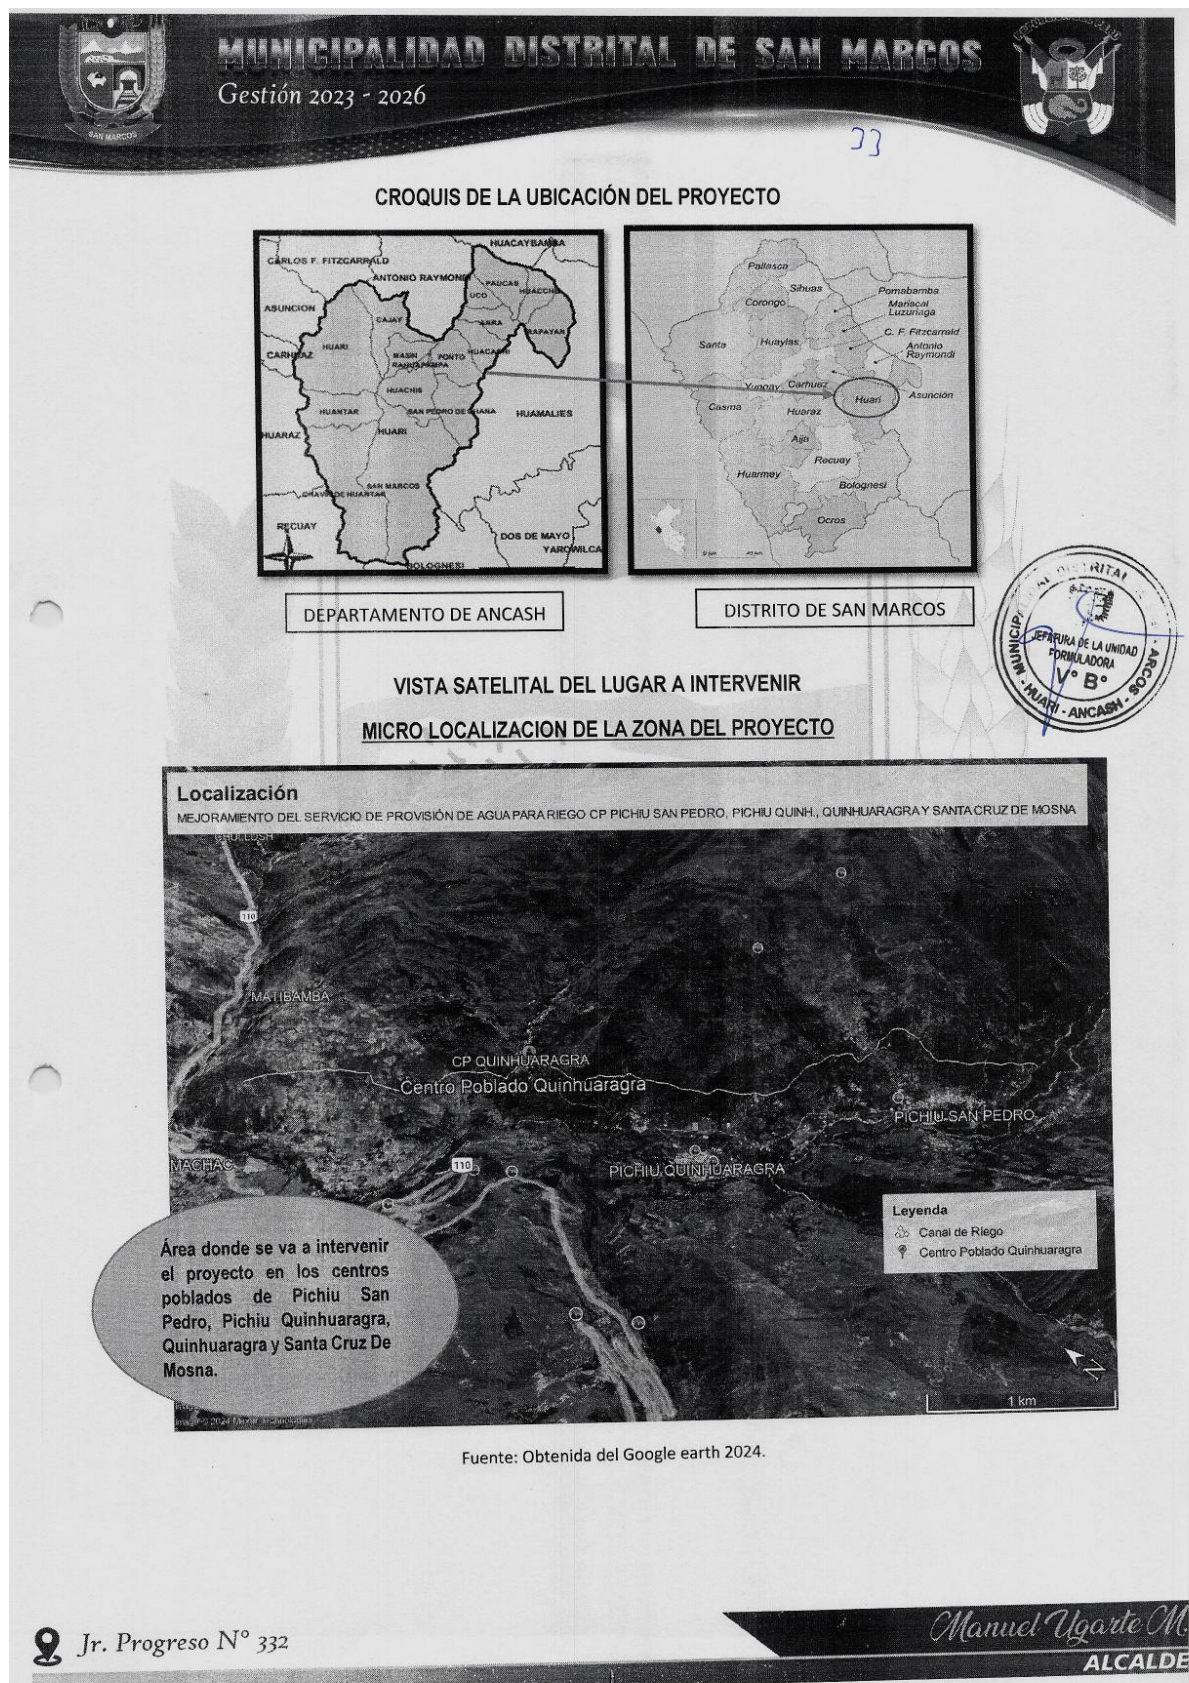 MUNICIPALIDAD DISTRITAL DE SAN MARCOS
Gestión 2023 - 2026
SAN MARCOS
33
CROQUIS DE LA UBICACIÓN DEL PROYECTO
HUACAYBAMBA
CARLOS F. FITZCARRALD
ANTONIO RAYMONDI
PAUCAS
UCO
HUACCHIS
ASUNCION
CAJAY
ANRA
RAPAYAN
HUARI
CARHUAZ
MASIN
PONTO
HUACACHI
RAHUAPAMPA
HUACHIS
HUANTAR
SAN PEDRO DE CHANA
HUAMALIES
HUARAZ
HUARI
SAN MARCOS
CHAVIN DE HUANTAR
RECUAY
DOS DE MAYO
YAROWILCA
BOLOGNESI
Pallasca
Sihuas
Pomabamba
Corongo
Mariscal
Luzuriaga
C. F. Fitzcarrald
Santa
Huaylas
Antonio
Raymondi
Yungay
Carhuaz
Huari
Asunción
Casma
Huaraz
Aija
Recuay
Huarmey
Bolognesi
Ocros
DEPARTAMENTO DE ANCASH
DISTRITO DE SAN MARCOS
JEFATURA DE LA UNIDAD
FORMULADORA
V° B°
HUARI - ANCASH
VISTA SATELITAL DEL LUGAR A INTERVENIR
MICRO LOCALIZACION DE LA ZONA DEL PROYECTO
Localización
MEJORAMIENTO DEL SERVICIO DE PROVISIÓN DE AGUA PARA RIEGO CP PICHIU SAN PEDRO, PICHIU QUINH., QUINHUARAGRA Y SANTA CRUZ DE MOSNA
110
MATIBAMBA
CP QUINHUARAGRA
Centro Poblado Quinhuaragra
PICHIU SAN PEDRO
MACHAC
110
PICHIU QUINHUARAGRA
Leyenda
Canal de Riego
Centro Poblado Quinhuaragra
Área donde se va a intervenir
el proyecto en los centros
poblados de Pichiu San
Pedro, Pichiu Quinhuaragra,
Quinhuaragra y Santa Cruz De
Mosna.
N
1 km
Fuente: Obtenida del Google earth 2024.
Jr. Progreso N° 332
Manuel Ugarte M.
ALCALDE